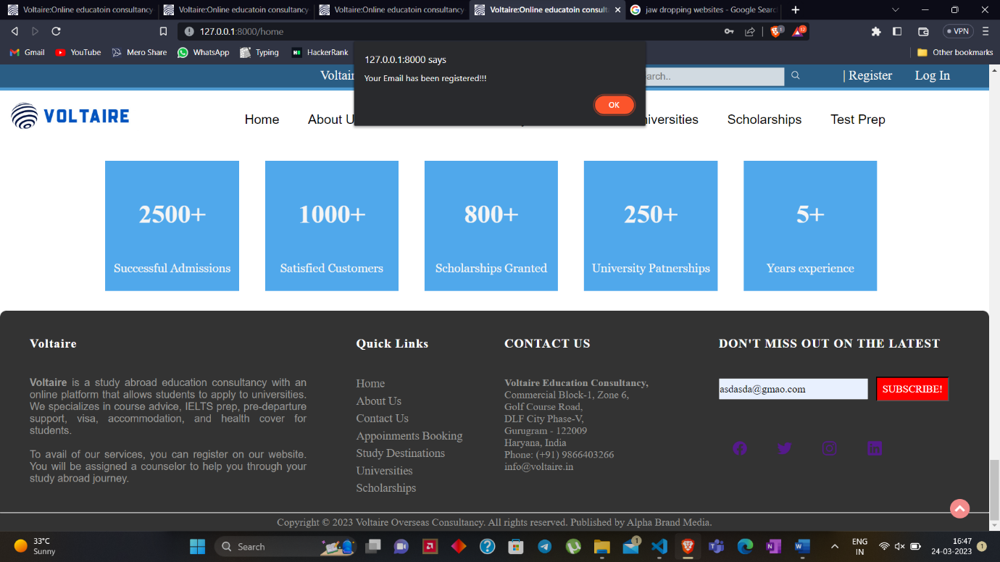 Voltaire:Online educatoin consultancy
Voltaire:Online educatoin consultancy
Voltaire:Online educatoin consultancy
Voltaire:Online educatoin consult
jaw dropping websites - Google Search
127.0.0.1:8000/home
1
12
VPN
Gmail
YouTube
Mero Share
WhatsApp
Typing
HackerRank
Other bookmarks
127.0.0.1:8000 says
Your Email has been registered!!!
OK
Voltair
arch..
| Register
Log In
VOLTAIRE
Home
About U
iversities
Scholarships
Test Prep
2500+
Successful Admissions
1000+
Satisfied Customers
800+
Scholarships Granted
250+
University Patnerships
5+
Years experience
Voltaire
Voltaire is a study abroad education consultancy with an
online platform that allows students to apply to universities.
We specializes in course advice, IELTS prep, pre-departure
support, visa, accommodation, and health cover for
students.
To avail of our services, you can register on our website.
You will be assigned a counselor to help you through your
study abroad journey.
Quick Links
Home
About Us
Contact Us
Appoinments Booking
Study Destinations
Universities
Scholarships
CONTACT US
Voltaire Education Consultancy,
Commercial Block-1, Zone 6,
Golf Course Road,
DLF City Phase-V,
Gurugram - 122009
Haryana, India
Phone: (+91) 9866403266
info@voltaire.in
DON'T MISS OUT ON THE LATEST
asdasda@gmao.com
SUBSCRIBE!
Copyright © 2023 Voltaire Overseas Consultancy. All rights reserved. Published by Alpha Brand Media.
33°C
Sunny
Search
1
ENG
IN
16:47
24-03-2023
1